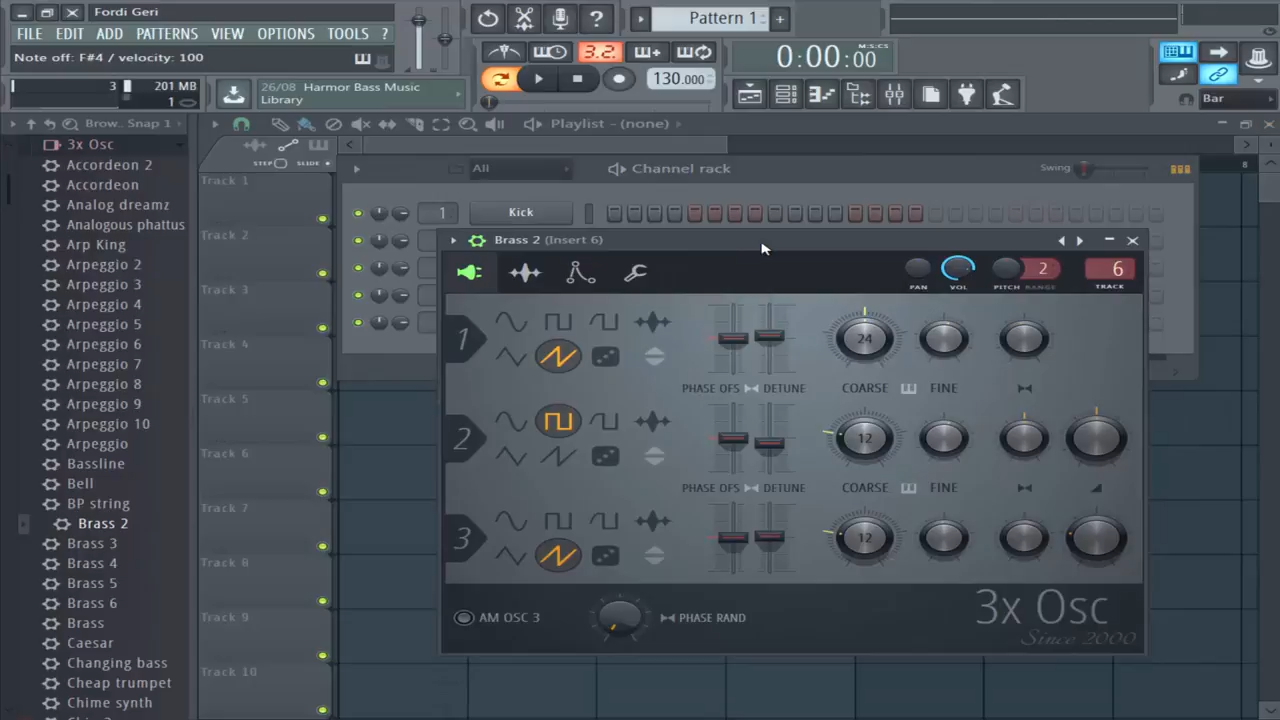 Fordi Geri
FILE EDIT ADD PATTERNS VIEW OPTIONS TOOLS ?
Note off: F#4 / velocity: 100
3 201 MB
1
26/08 Harmor Bass Music
Library
Pattern 1
3.2.
130.000
0:00:00
M:S:CS
Bar
Brow.. Snap 1
Playlist - (none)
3x Osc
Accordeon 2
Accordeon
Analog dreamz
Analogous phattus
Arp King
Arpeggio 2
Arpeggio 3
Arpeggio 4
Arpeggio 5
Arpeggio 6
Arpeggio 7
Arpeggio 8
Arpeggio 9
Arpeggio 10
Arpeggio
Bassline
Bell
BP string
Brass 2
Brass 3
Brass 4
Brass 5
Brass 6
Brass
Caesar
Changing bass
Cheap trumpet
Chime synth
STEP SLIDE
Track 1
Track 2
Track 3
Track 4
Track 5
Track 6
Track 7
Track 8
Track 9
Track 10
8
All
Channel rack
Swing
1 Kick
Brass 2 (Insert 6)
PAN VOL PITCH RANGE 2 TRACK 6
1
24
PHASE OFS DETUNE COARSE FINE
2
12
PHASE OFS DETUNE COARSE FINE
3
12
AM OSC 3
PHASE RAND
3x Osc
Since 2000